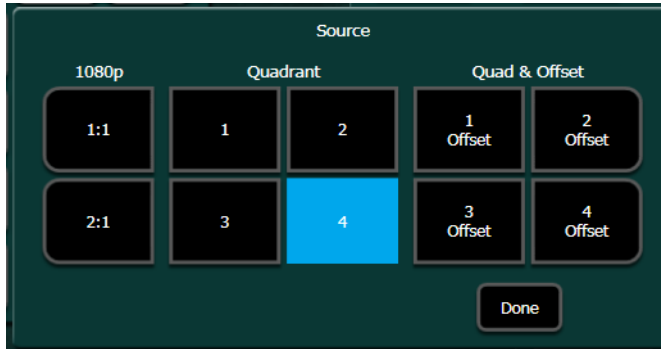 Source
1080p Quadrant Quad & Offset
1:1 1 2 1 Offset 2 Offset
2:1 3 4 3 Offset 4 Offset
Done